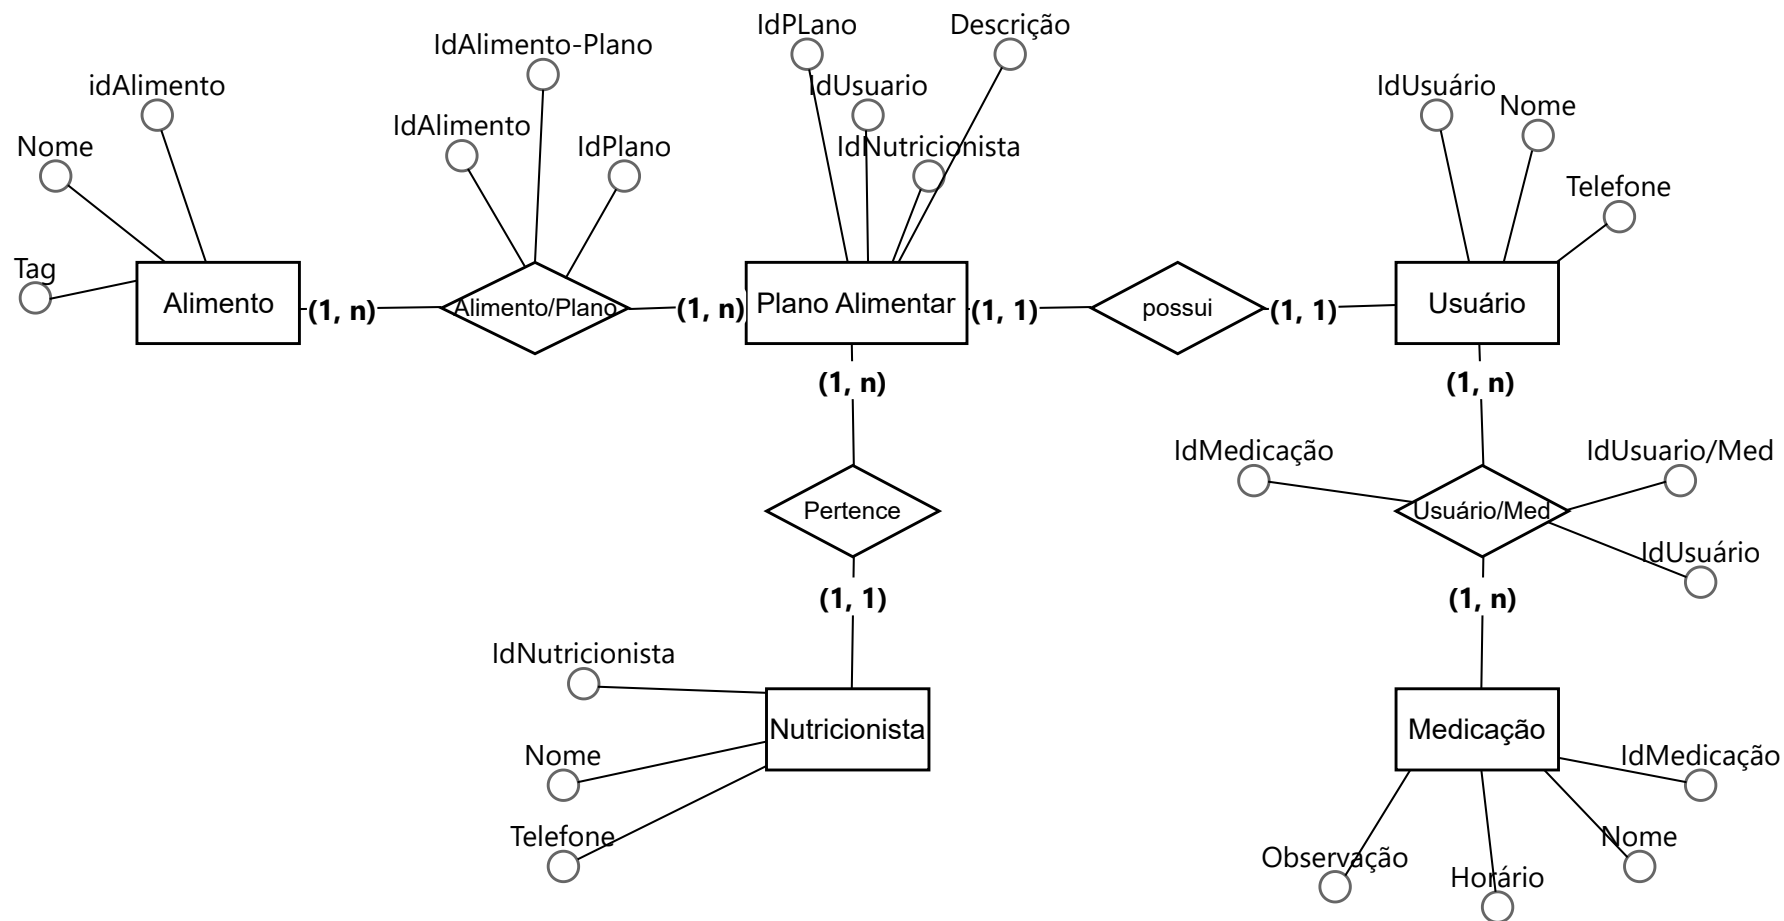 IdPLano
Descrição
IdAlimento-Plano
idAlimento
IdUsuario
IdUsuário
Nome
IdAlimento
Nome
IdPlano
IdNutricionista
Telefone
Tag
Alimento
(1, n)
Alimento/Plano
(1, n)
Plano Alimentar
(1, 1)
possui
(1, 1)
Usuário
(1, n)
(1, n)
IdMedicação
IdUsuario/Med
Pertence
Usuário/Med
IdUsuário
(1, 1)
(1, n)
IdNutricionista
Nutricionista
Medicação
Nome
IdMedicação
Telefone
Nome
Observação
Horário